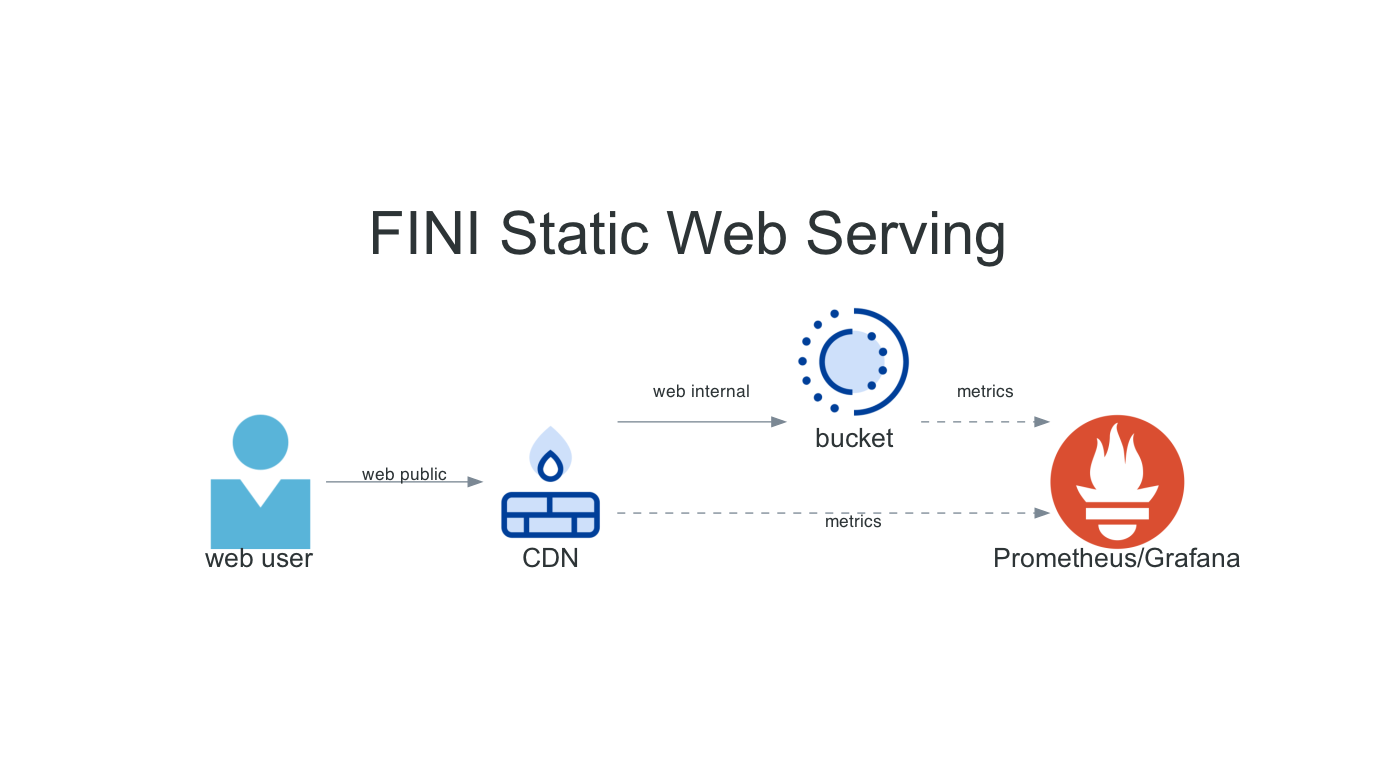 FINI Static Web Serving
web internal
metrics
bucket
web public
metrics
web user
CDN
Prometheus/Grafana